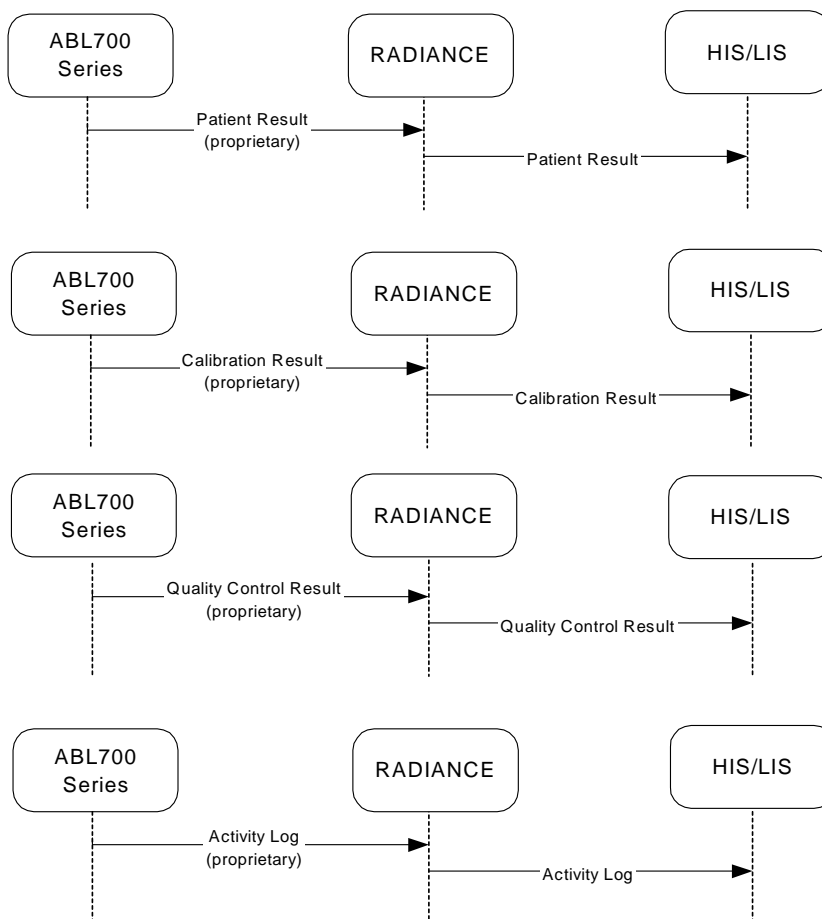 ABL700
Series
RADIANCE
HIS/LIS
Patient Result
(proprietary)
Patient Result
ABL700
Series
RADIANCE
HIS/LIS
Calibration Result
(proprietary)
Calibration Result
ABL700
Series
RADIANCE
HIS/LIS
Quality Control Result
(proprietary)
Quality Control Result
ABL700
Series
RADIANCE
HIS/LIS
Activity Log
(proprietary)
Activity Log